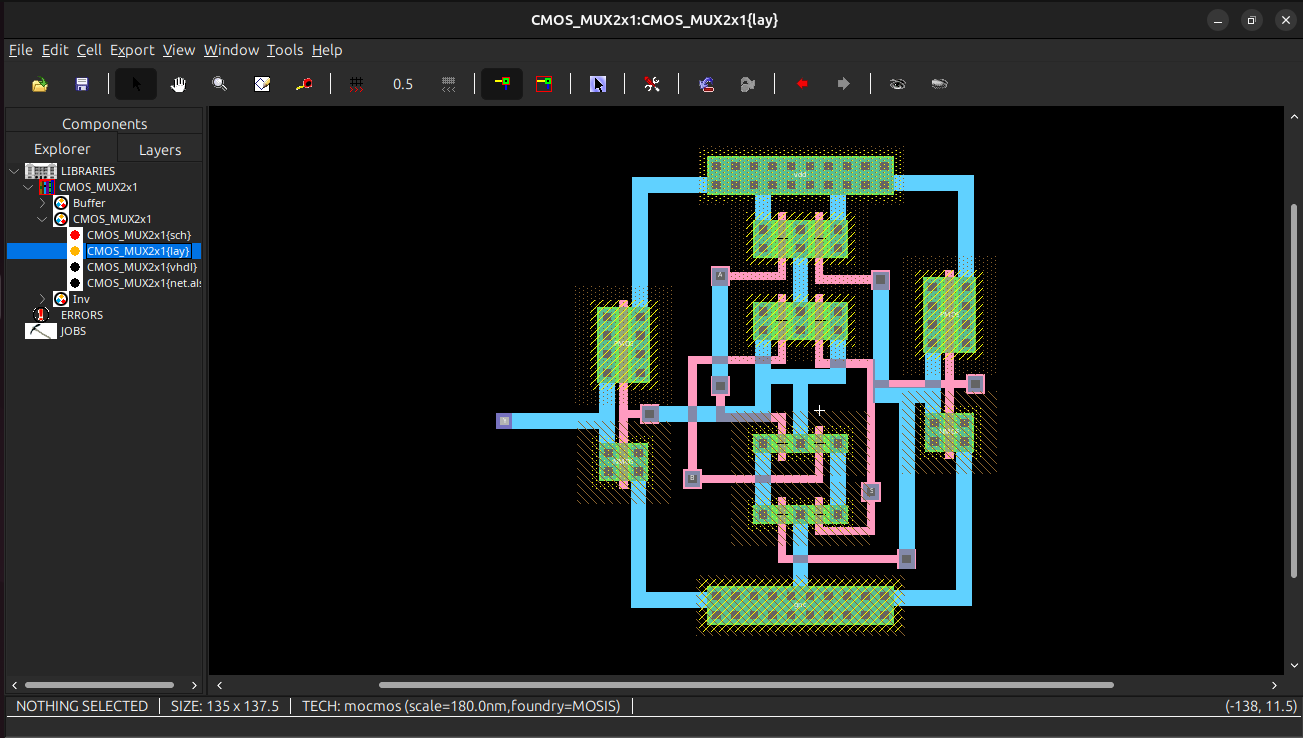 CMOS_MUX2x1:CMOS_MUX2x1{lay}
File Edit Cell Export View Window Tools Help
0.5
Components
Explorer Layers
LIBRARIES
CMOS_MUX2x1
Buffer
CMOS_MUX2x1
CMOS_MUX2x1{sch}
CMOS_MUX2x1{lay}
CMOS_MUX2x1{vhdl}
CMOS_MUX2x1{net.als
Inv
ERRORS
JOBS
vdd
A
B
S
NOTHING SELECTED SIZE: 135 x 137.5 TECH: mocmos (scale=180.0nm,foundry=MOSIS) (-138, 11.5)